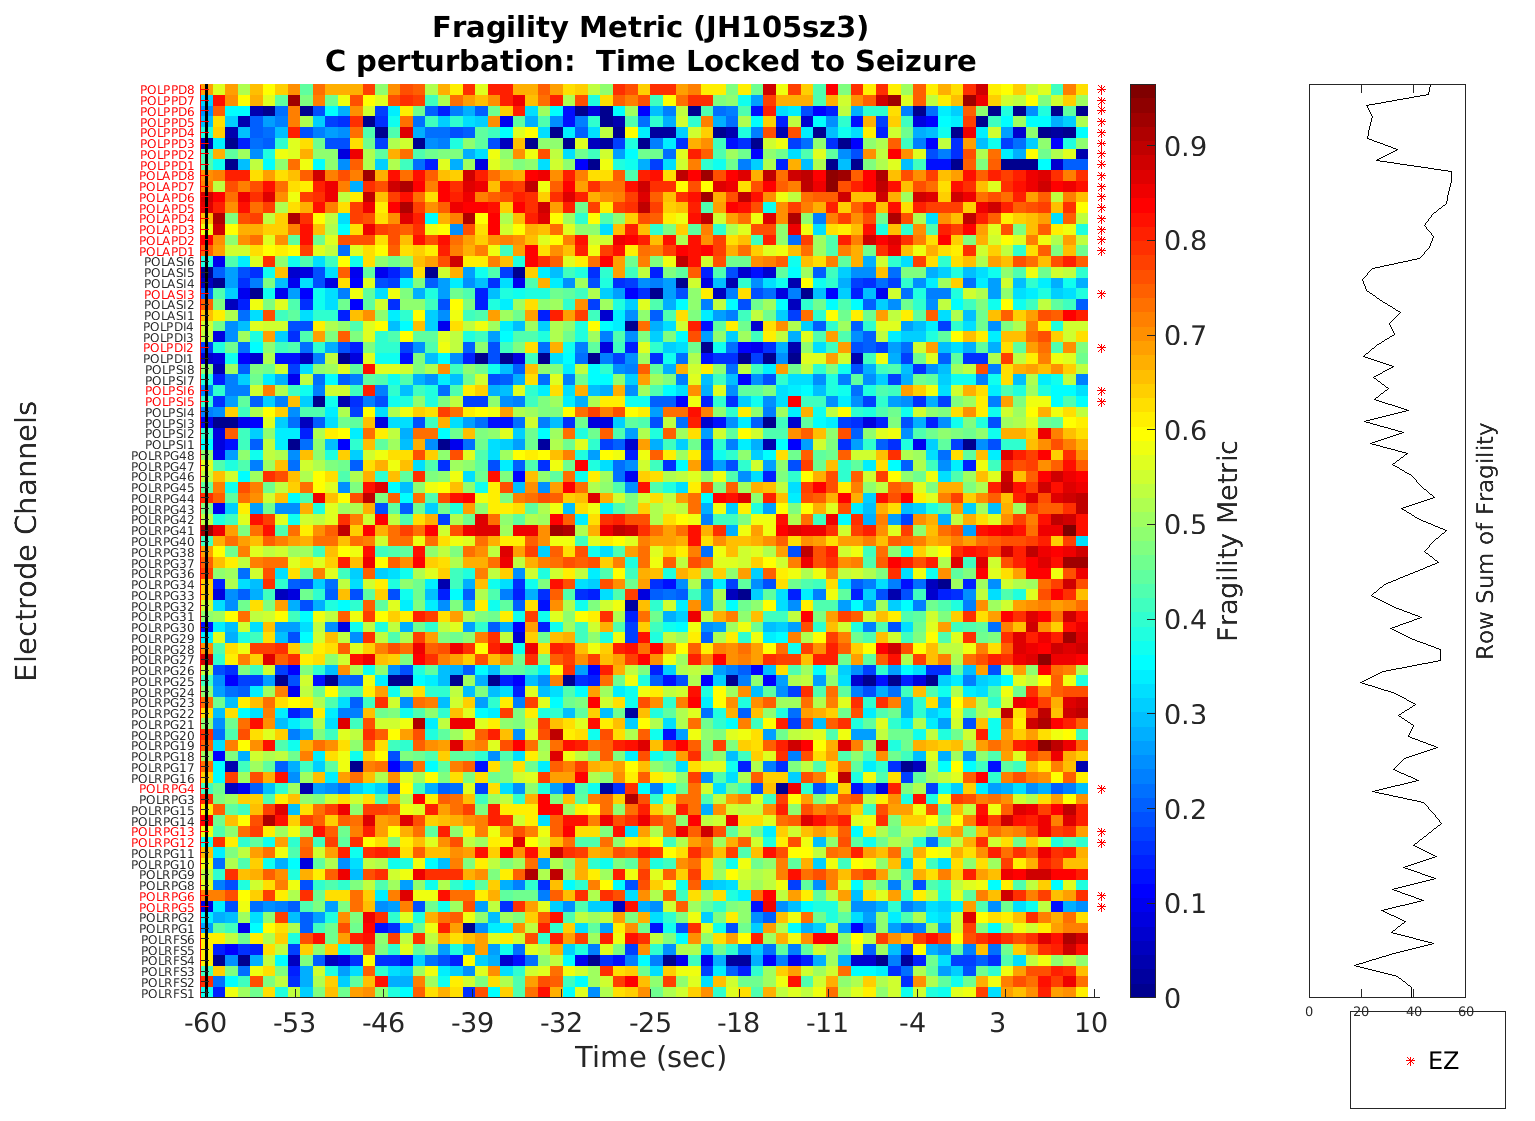 Fragility Metric (JH105sz3)
C perturbation:  Time Locked to Seizure
Electrode Channels
POLPPD8
POLPPD7
POLPPD6
POLPPD5
POLPPD4
POLPPD3
POLPPD2
POLPPD1
POLAPD8
POLAPD7
POLAPD6
POLAPD5
POLAPD4
POLAPD3
POLAPD2
POLAPD1
POLASI6
POLASI5
POLASI4
POLASI3
POLASI2
POLASI1
POLPDI4
POLPDI3
POLPDI2
POLPDI1
POLPSI8
POLPSI7
POLPSI6
POLPSI5
POLPSI4
POLPSI3
POLPSI2
POLPSI1
POLRPG48
POLRPG47
POLRPG46
POLRPG45
POLRPG44
POLRPG43
POLRPG42
POLRPG41
POLRPG40
POLRPG38
POLRPG37
POLRPG36
POLRPG34
POLRPG33
POLRPG32
POLRPG31
POLRPG30
POLRPG29
POLRPG28
POLRPG27
POLRPG26
POLRPG25
POLRPG24
POLRPG23
POLRPG22
POLRPG21
POLRPG20
POLRPG19
POLRPG18
POLRPG17
POLRPG16
POLRPG4
POLRPG3
POLRPG15
POLRPG14
POLRPG13
POLRPG12
POLRPG11
POLRPG10
POLRPG9
POLRPG8
POLRPG6
POLRPG5
POLRPG2
POLRPG1
POLRFS6
POLRFS5
POLRFS4
POLRFS3
POLRFS2
POLRFS1
-60 -53 -46 -39 -32 -25 -18 -11 -4 3 10
Time (sec)
0.9
0.8
0.7
0.6
0.5
0.4
0.3
0.2
0.1
0
Fragility Metric
0 20 40 60
Row Sum of Fragility
EZ